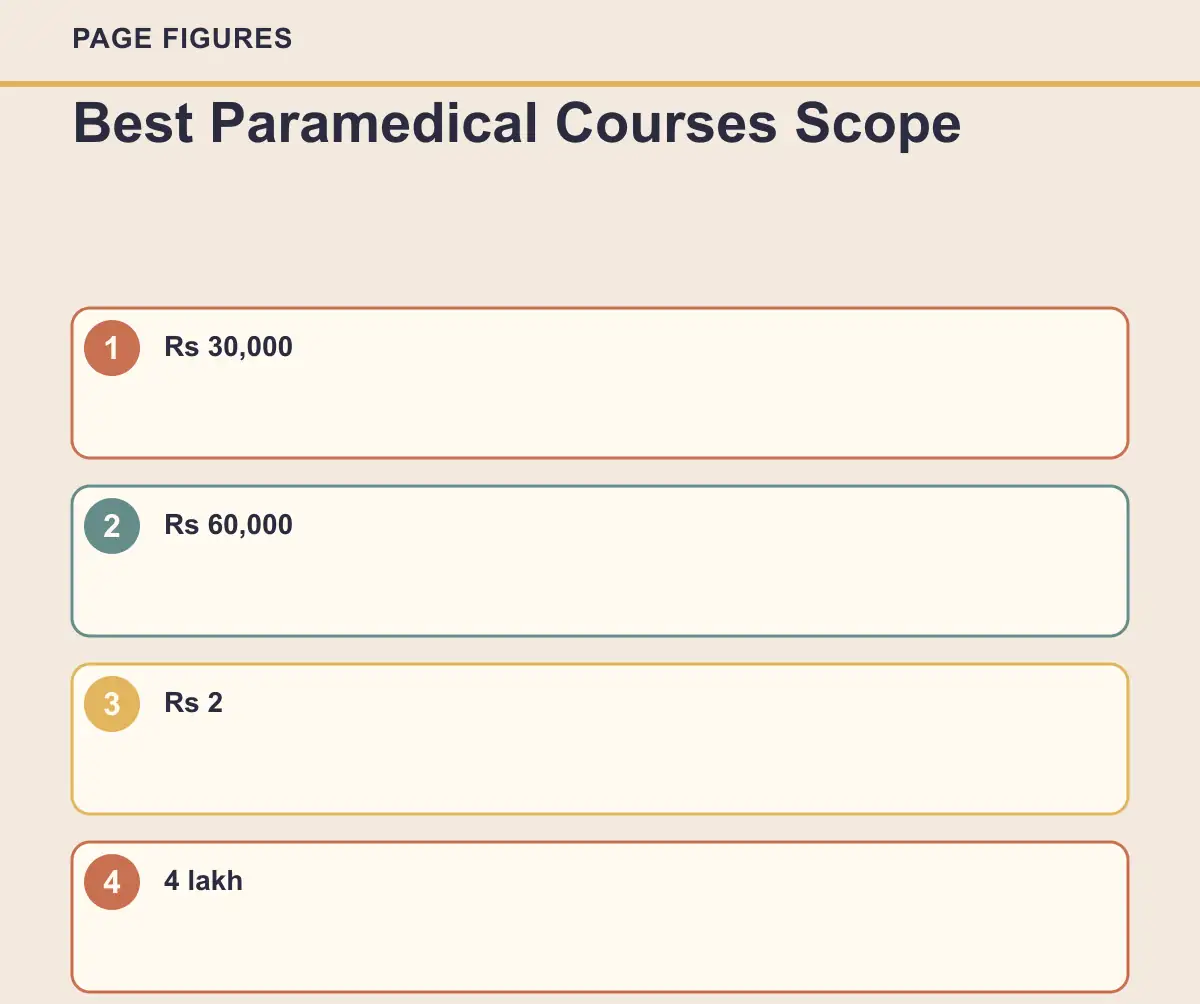 PAGE FIGURES
Best Paramedical Courses Scope
1 Rs 30,000
2 Rs 60,000
3 Rs 2
4 4 lakh